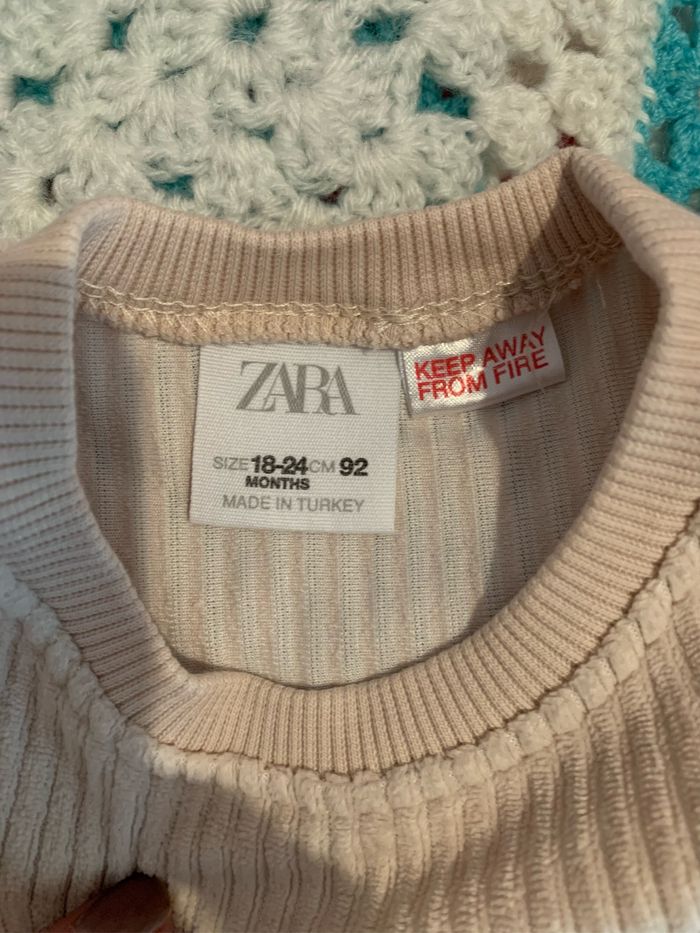 ZARA
SIZE 18-24 CM 92
MONTHS
MADE IN TURKEY
KEEP AWAY
FROM FIRE